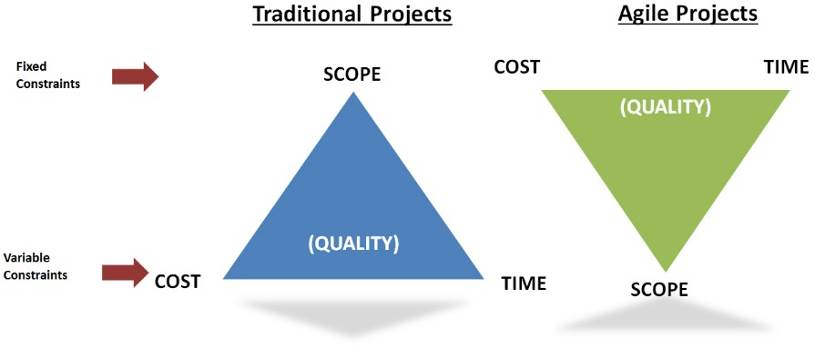 Traditional Projects
Agile Projects
Fixed
Constraints
SCOPE
COST
TIME
(QUALITY)
(QUALITY)
Variable
Constraints
COST
TIME
SCOPE